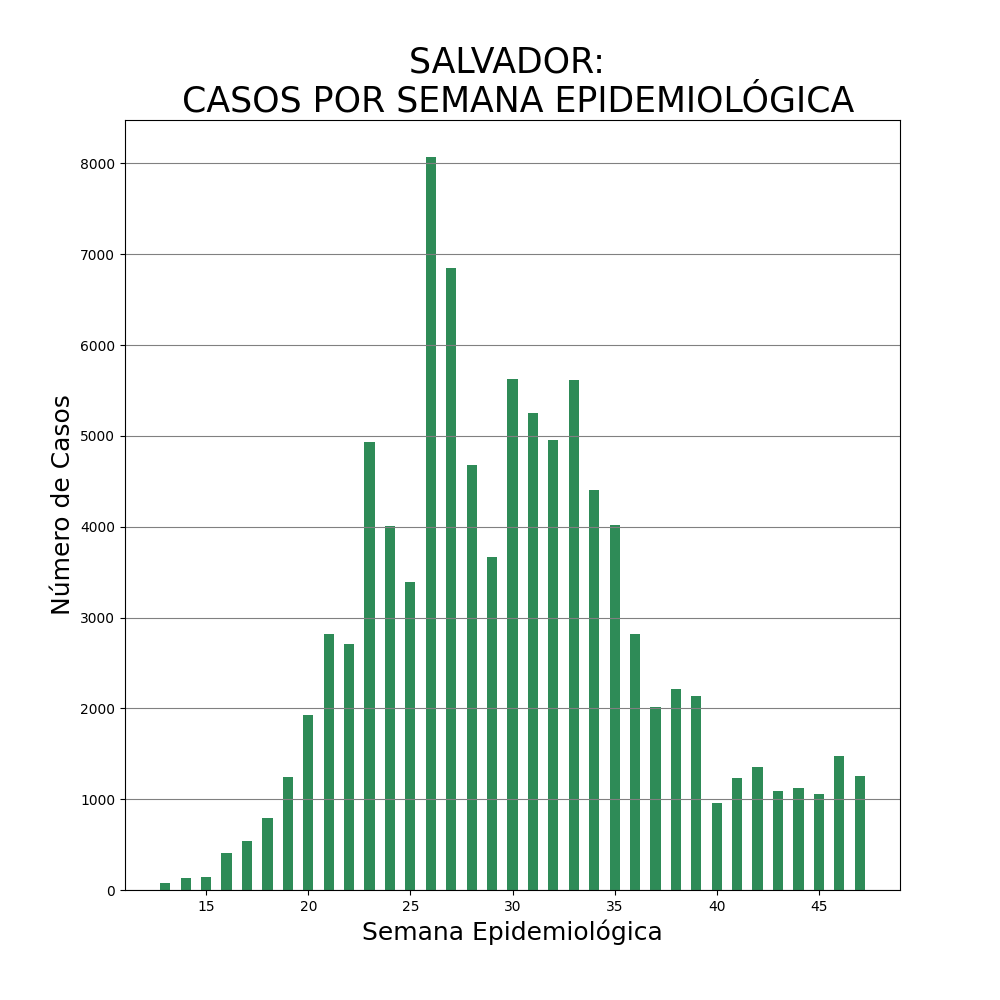 SALVADOR:
CASOS POR SEMANA EPIDEMIOLÓGICA
8000
7000
6000
5000
4000
3000
2000
1000
0
Número de Casos
15 20 25 30 35 40 45
Semana Epidemiológica